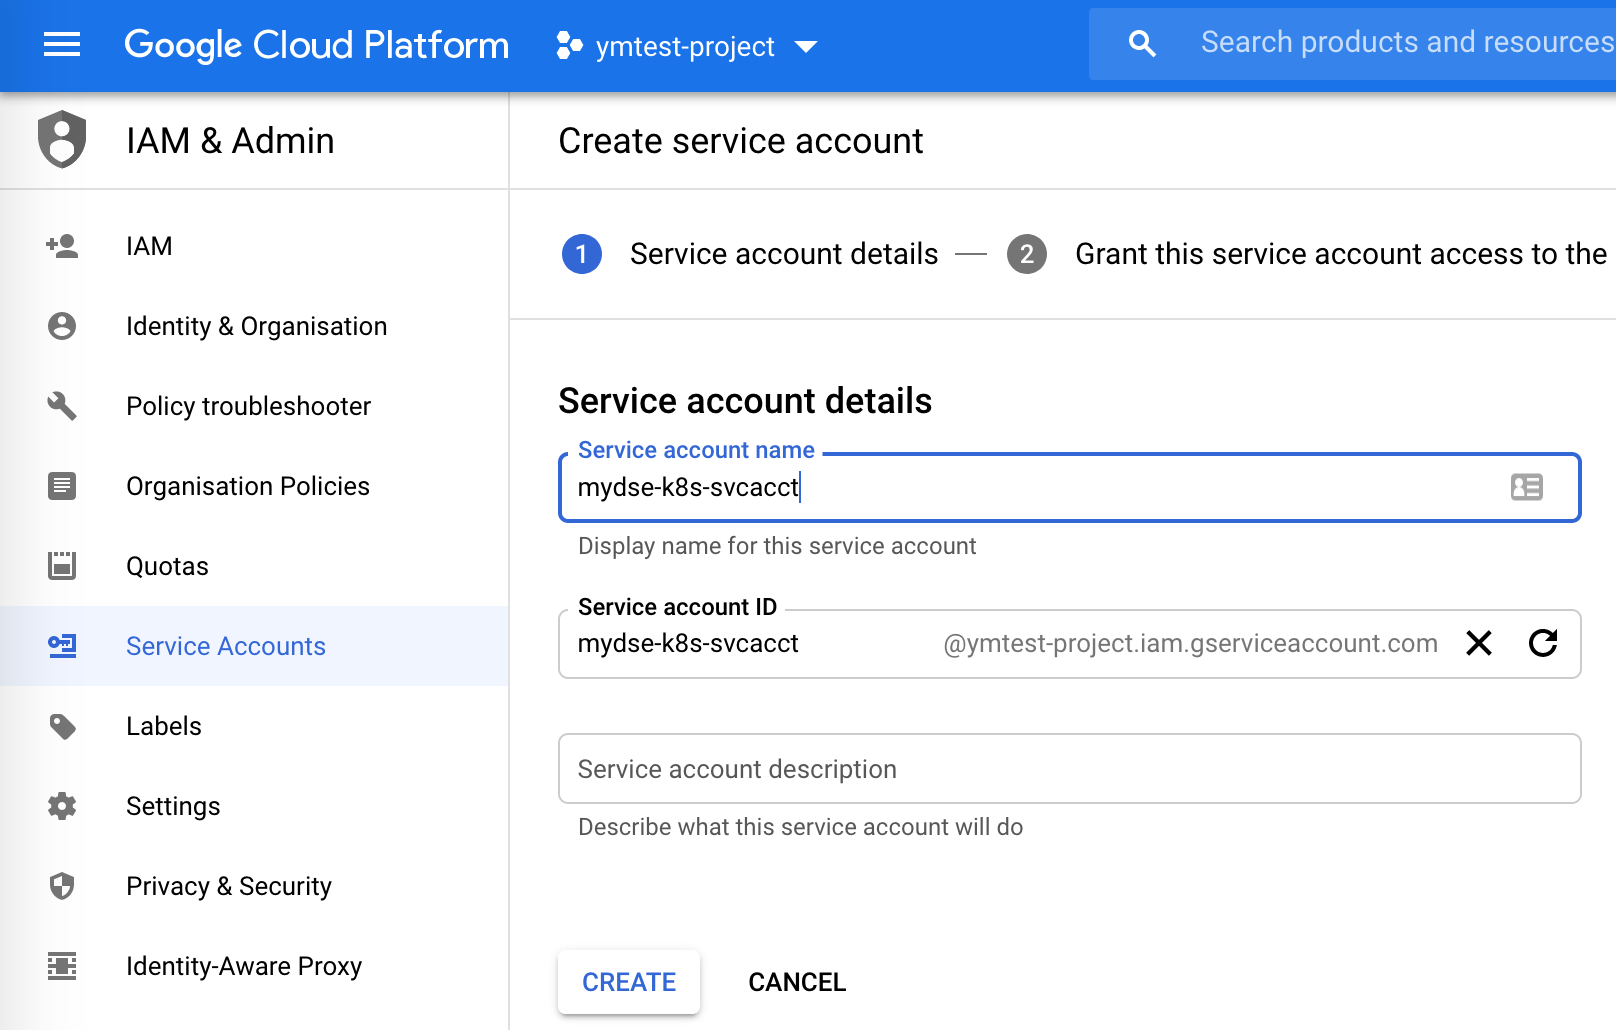 Google Cloud Platform
ymtest-project
Search products and resources
IAM & Admin
IAM
Identity & Organisation
Policy troubleshooter
Organisation Policies
Quotas
Service Accounts
Labels
Settings
Privacy & Security
Identity-Aware Proxy
Create service account
1 Service account details — 2 Grant this service account access to the
Service account details
Service account name
mydse-k8s-svcacct
Display name for this service account
Service account ID
mydse-k8s-svcacct @ymtest-project.iam.gserviceaccount.com
Service account description
Describe what this service account will do
CREATE CANCEL